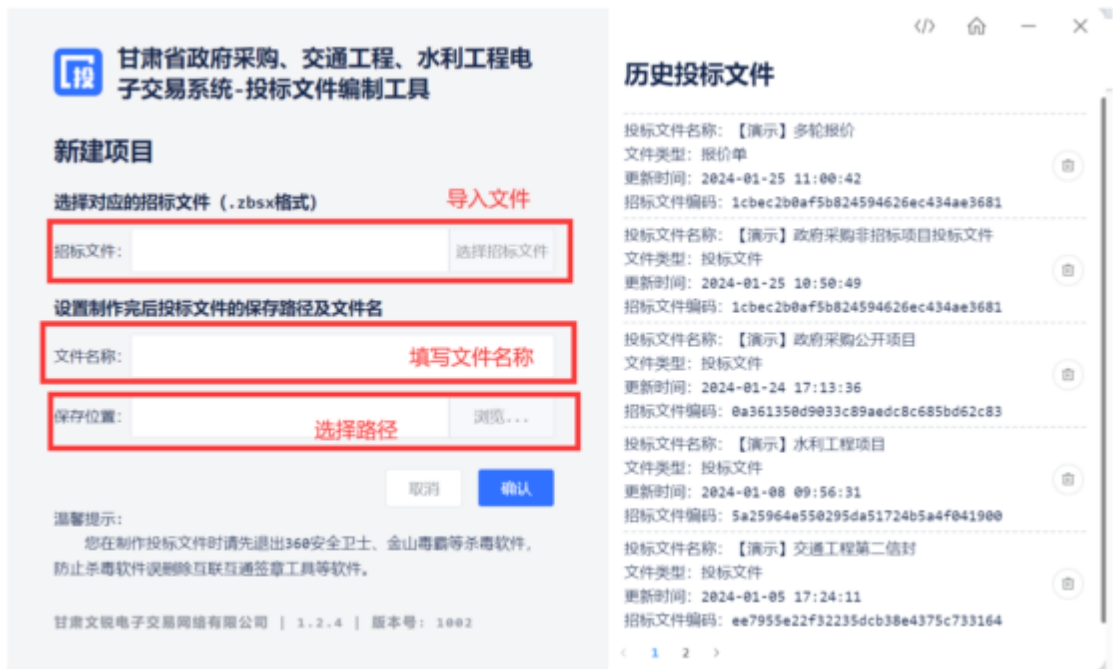 甘肃省政府采购、交通工程、水利工程电
子交易系统-投标文件编制工具
新建项目
选择对应的招标文件（.zbsx格式）
导入文件
招标文件：
选择招标文件
设置制作完后投标文件的保存路径及文件名
文件名称：
填写文件名称
保存位置：
选择路径
浏览...
取消
确认
温馨提示：
您在制作投标文件时请先退出360安全卫士、金山毒霸等杀毒软件，
防止杀毒软件误删除互联互通签章工具等软件。
甘肃文锐电子交易网络有限公司 | 1.2.4 | 版本号: 1002
历史投标文件
投标文件名称：【演示】多轮报价
文件类型：报价单
更新时间：2024-01-25 11:00:42
招标文件编码：1cbec2b0af5b824594626ec434ae3681
投标文件名称：【演示】政府采购非招标项目投标文件
文件类型：投标文件
更新时间：2024-01-25 10:50:49
招标文件编码：1cbec2b0af5b824594626ec434ae3681
投标文件名称：【演示】政府采购公开项目
文件类型：投标文件
更新时间：2024-01-24 17:13:36
招标文件编码：0a361350d9033c89aedc8c685bd62c83
投标文件名称：【演示】水利工程项目
文件类型：投标文件
更新时间：2024-01-08 09:56:31
招标文件编码：5a25964e550295da51724b5a4f041900
投标文件名称：【演示】交通工程第二信封
文件类型：投标文件
更新时间：2024-01-05 17:24:11
招标文件编码：ee7955e22f32235dcb38e4375c733164
1 2